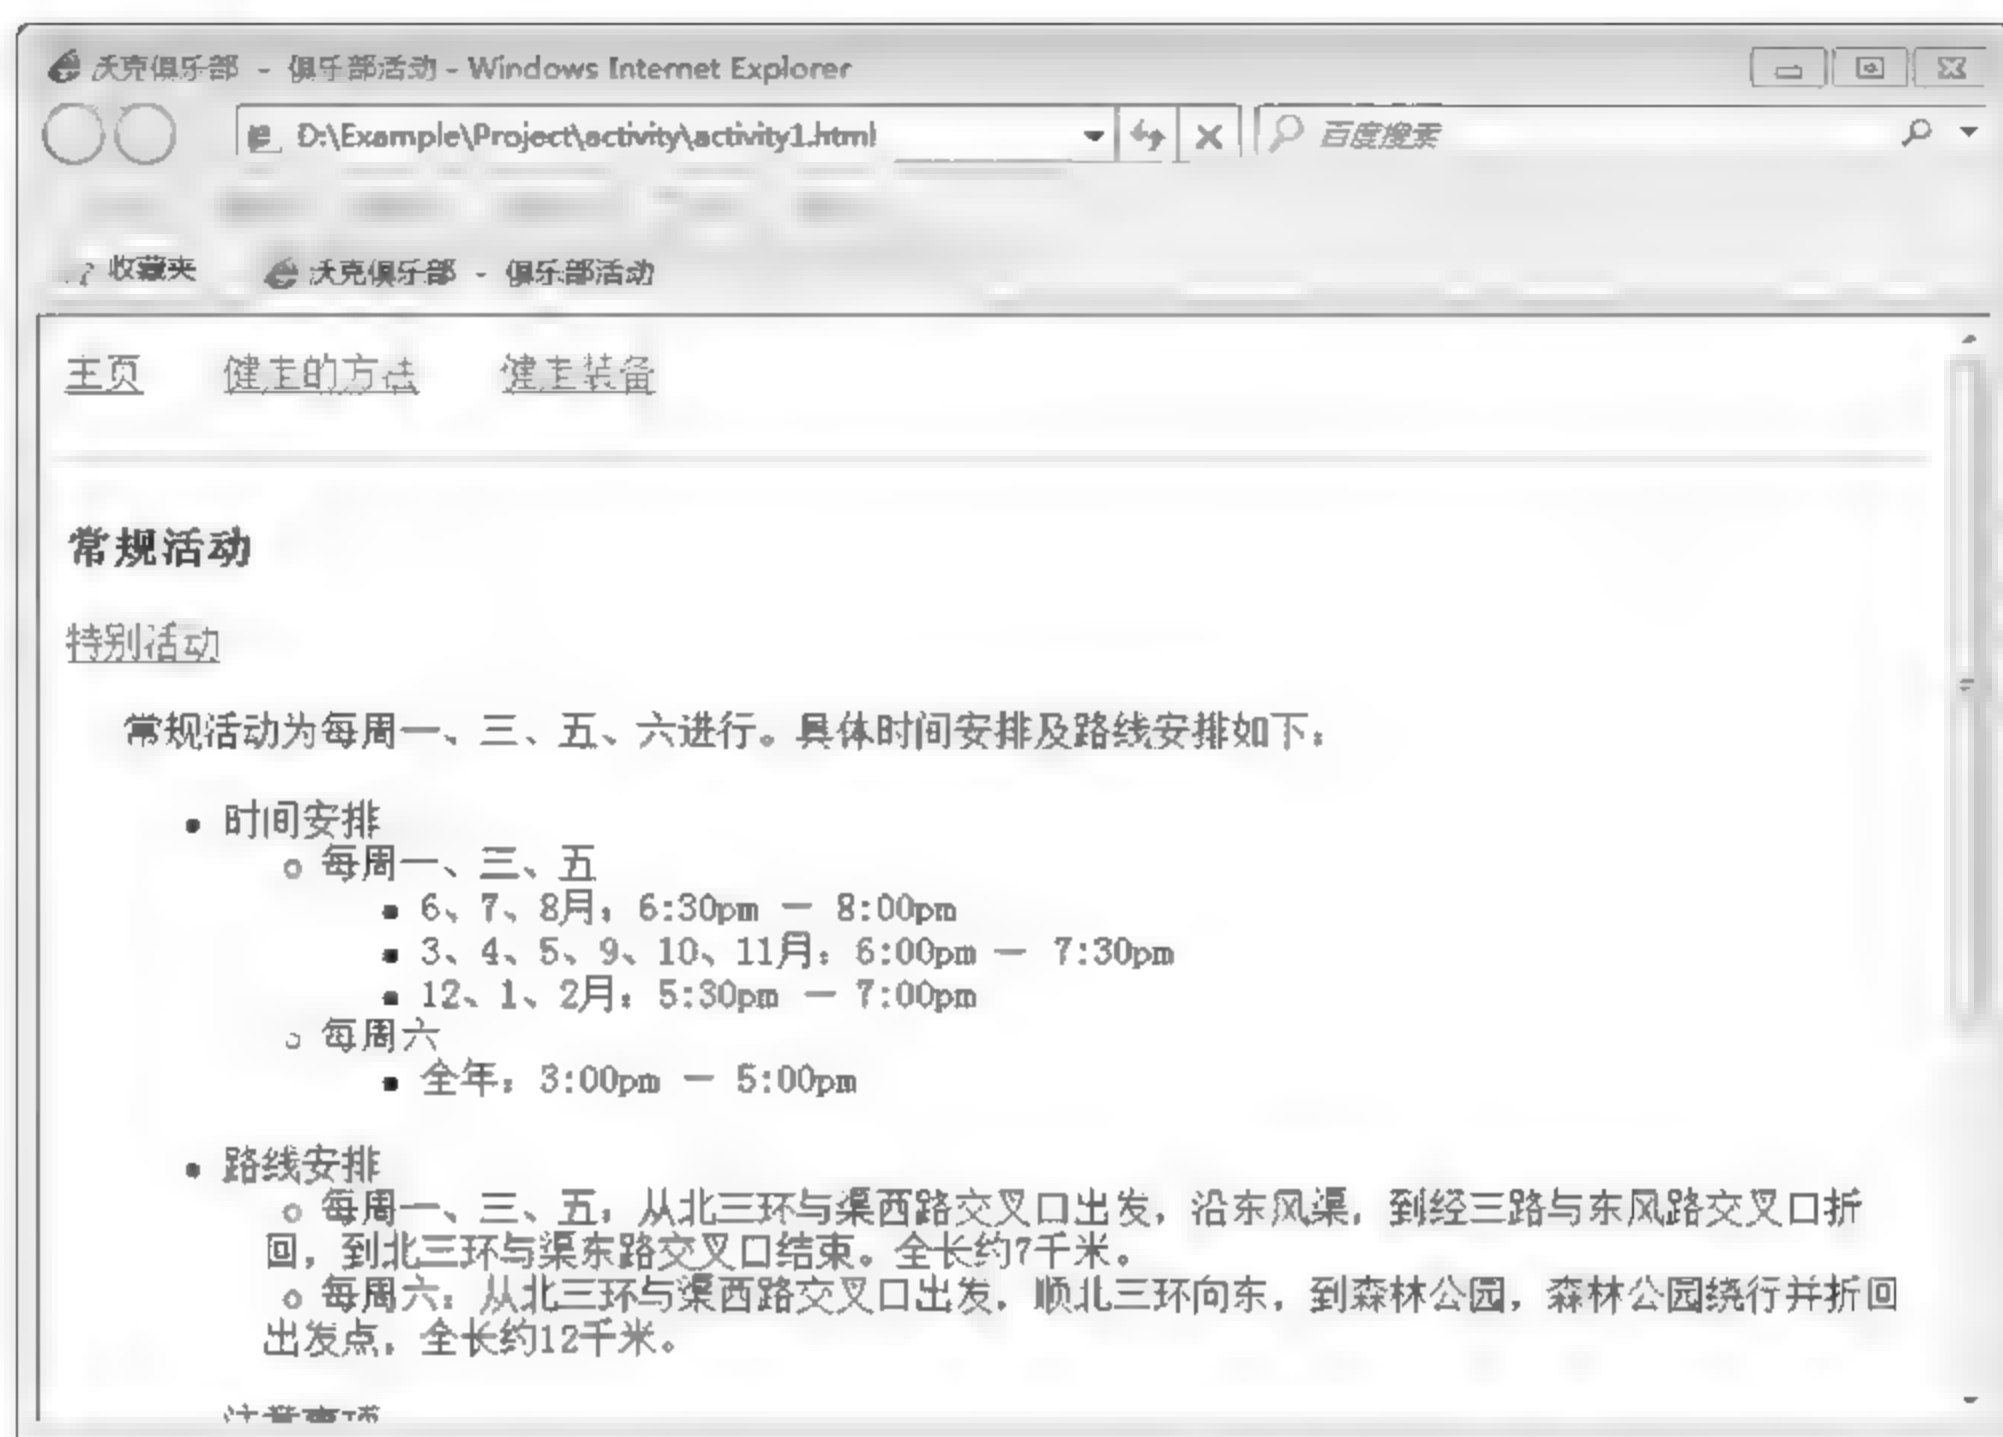 沃克俱乐部 - 俱乐部活动 - Windows Internet Explorer
D:\Example\Project\activity\activity1.html
百度搜索
收藏夹 沃克俱乐部 - 俱乐部活动
主页 健走的方法 健走装备
常规活动
特别活动
常规活动为每周一、三、五、六进行。具体时间安排及路线安排如下：
时间安排
每周一、三、五
6、7、8月：6:30pm — 8:00pm
3、4、5、9、10、11月：6:00pm — 7:30pm
12、1、2月：5:30pm — 7:00pm
每周六
全年：3:00pm — 5:00pm
路线安排
每周一、三、五：从北三环与渠西路交叉口出发，沿东风渠，到经三路与东风路交叉口折
回，到北三环与渠东路交叉口结束。全长约7千米。
每周六：从北三环与渠西路交叉口出发，顺北三环向东，到森林公园，森林公园绕行并折回
出发点，全长约12千米。
注意事项